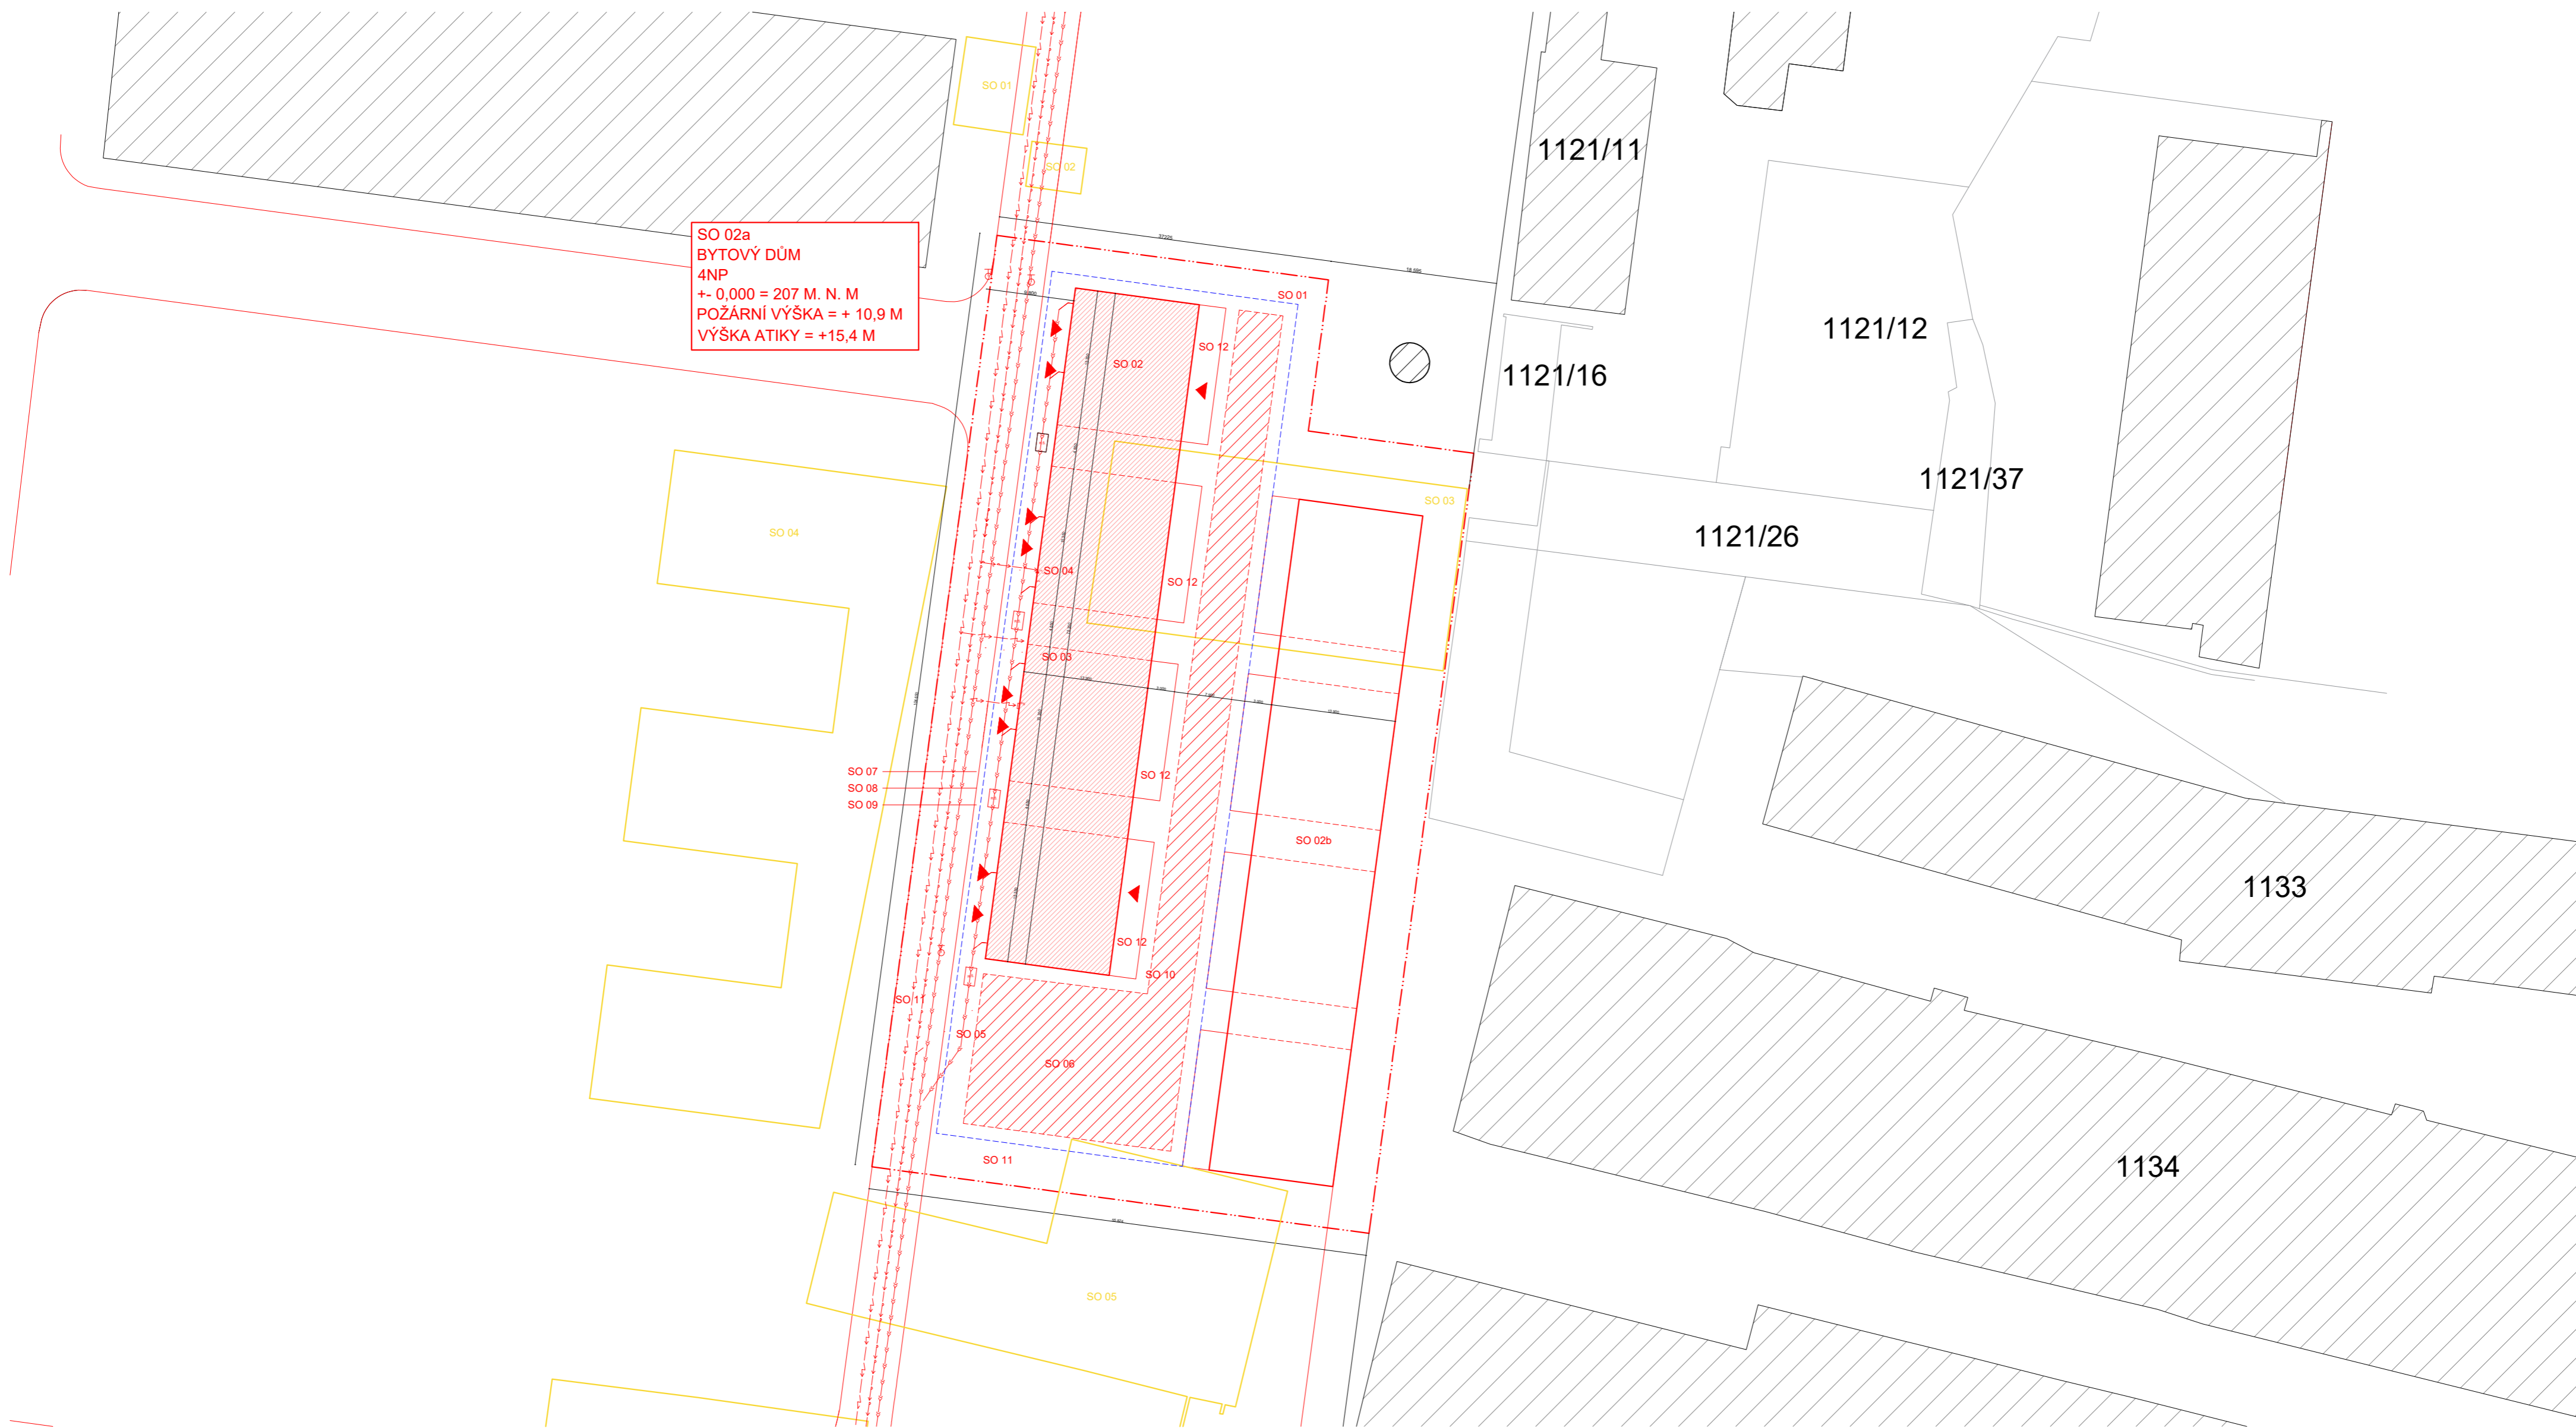 SO 01
SO 02
SO 02a
BYTOVÝ DŮM
4NP
+- 0,000 = 207 M. N. M
POŽÁRNÍ VÝŠKA = + 10,9 M
VÝŠKA ATIKY = +15,4 M
1121/11
SO 01
1121/12
SO 12
SO 02
1121/16
1121/37
SO 03
SO 04
1121/26
SO 04
SO 12
SO 03
SO 07
SO 12
SO 08
SO 09
SO 02b
1133
SO 12
SO 10
SO 11
SO 05
SO 06
SO 11
1134
SO 05